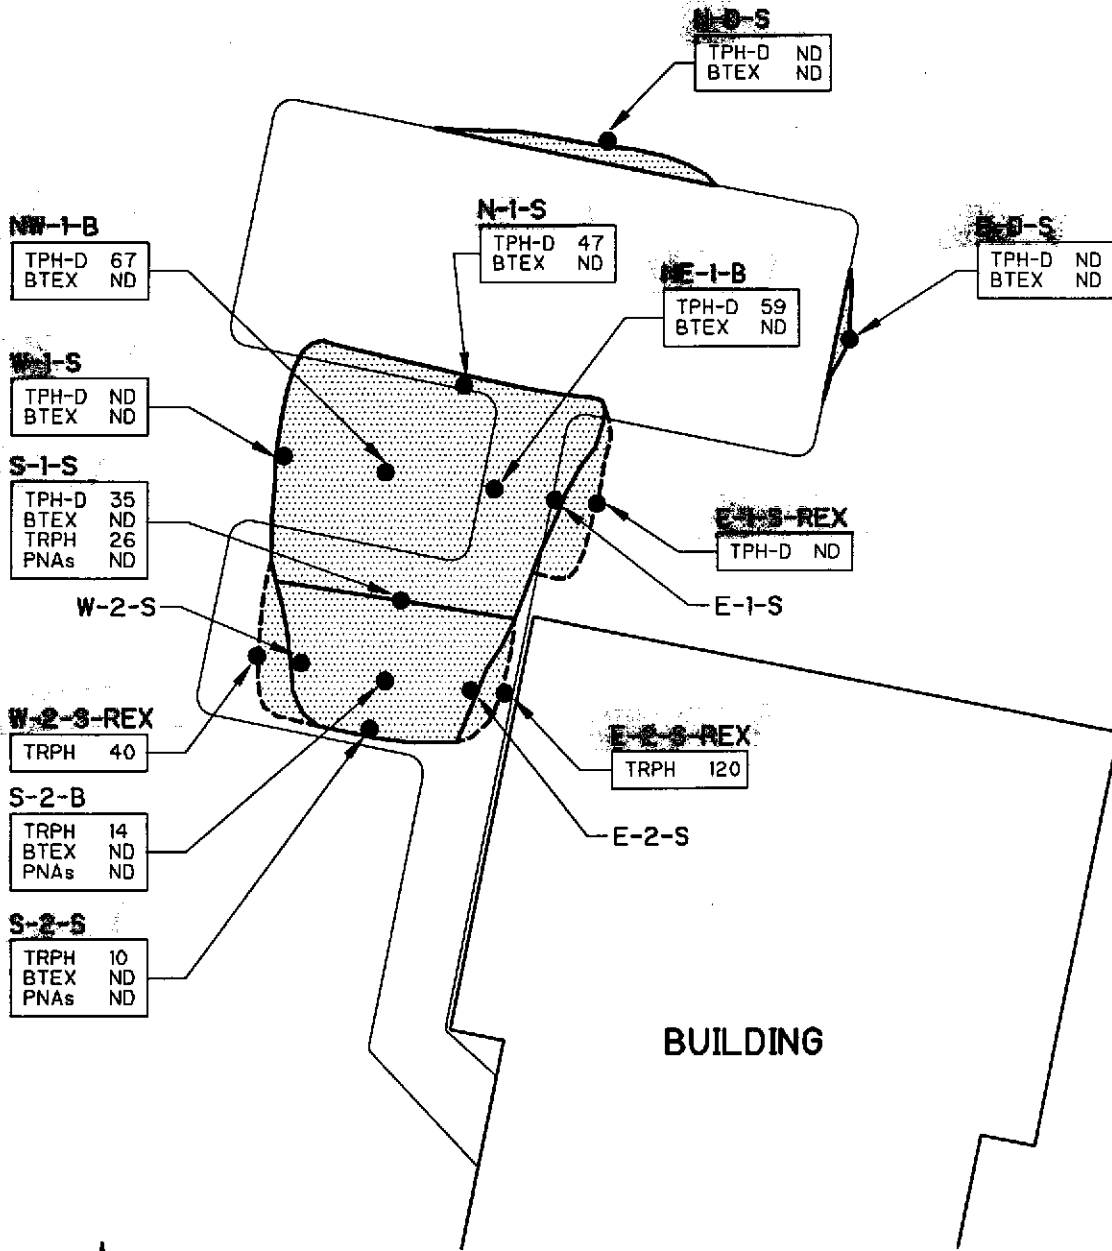 N-D-S
TPH-D ND
BTEX ND
NW-1-B
TPH-D 67
BTEX ND
N-1-S
TPH-D 47
BTEX ND
NE-1-B
TPH-D 59
BTEX ND
TPH-D ND
BTEX ND
W-1-S
TPH-D ND
BTEX ND
S-1-S
TPH-D 35
BTEX ND
TRPH 26
PNAs ND
E-1-S-REX
TPH-D ND
W-2-S
E-1-S
W-2-S-REX
TRPH 40
E-2-S-REX
TRPH 120
S-2-B
TRPH 14
BTEX ND
PNAs ND
E-2-S
S-2-S
TRPH 10
BTEX ND
PNAs ND
BUILDING